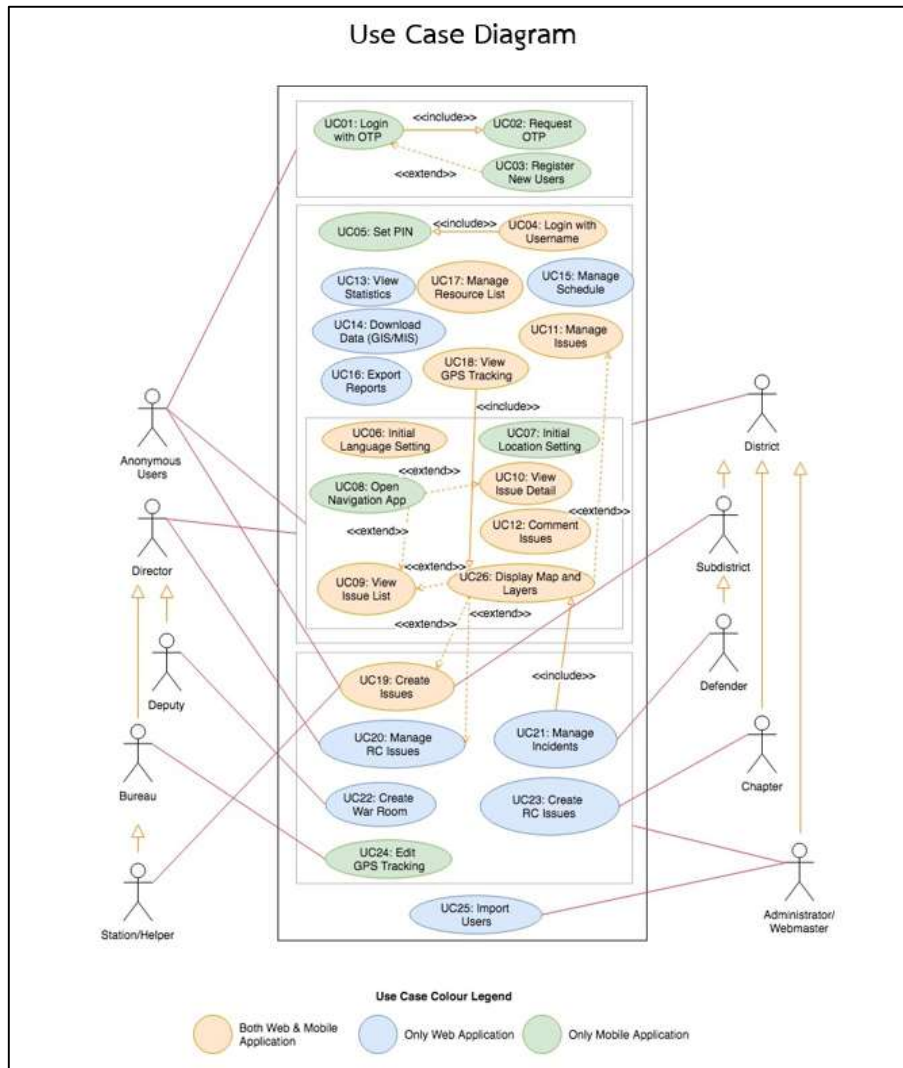 Use Case Diagram
UC01: Login
with OTP
<<include>>
UC02: Request
OTP
UC03: Register
New Users
<<extend>>
UC05: Set PIN
<<include>>
UC04: Login with
Username
UC13: View
Statistics
UC17: Manage
Resource List
UC15: Manage
Schedule
UC14: Download
Data (GIS/MIS)
UC11: Manage
Issues
UC16: Export
Reports
UC18: View
GPS Tracking
<<include>>
UC06: Initial
Language Setting
UC07: Initial
Location Setting
UC08: Open
Navigation App
<<extend>>
UC10: View
Issue Detail
<<extend>>
UC12: Comment
Issues
<<extend>>
UC09: View
Issue List
<<extend>>
UC26: Display Map and
Layers
<<extend>>
<<extend>>
UC19: Create
Issues
<<include>>
UC20: Manage
RC Issues
UC21: Manage
Incidents
UC22: Create
War Room
UC23: Create
RC Issues
UC24: Edit
GPS Tracking
UC25: Import
Users
Anonymous
Users
Director
Deputy
Bureau
Station/Helper
District
Subdistrict
Defender
Chapter
Administrator/
Webmaster
Use Case Colour Legend
Both Web & Mobile
Application
Only Web Application
Only Mobile Application